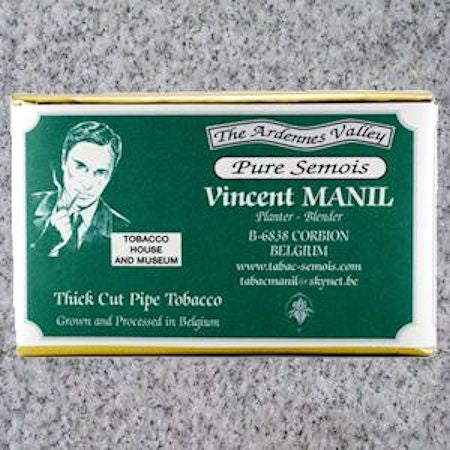 The Ardennes Valley
Pure Semois
Vincent MANIL
Planter - Blender
B-6838 CORBION
BELGIUM
www.tabac-semois.com
tabacmanil@skynet.be
TOBACCO
HOUSE
AND MUSEUM
Thick Cut Pipe Tobacco
Grown and Processed in Belgium